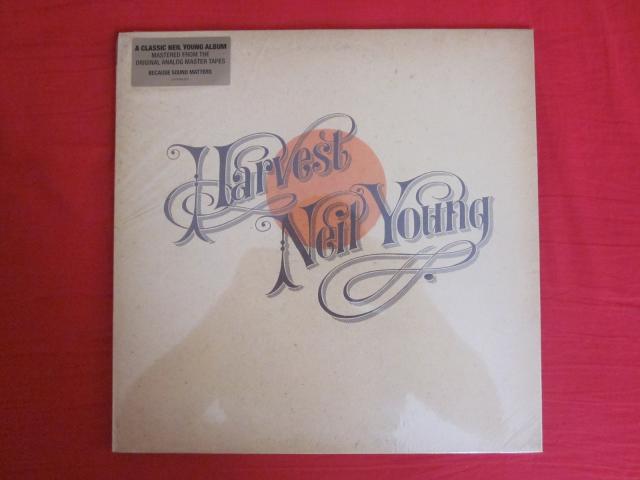 A CLASSIC NEIL YOUNG ALBUM
MASTERED FROM THE
ORIGINAL ANALOG MASTER TAPES
BECAUSE SOUND MATTERS
Harvest
Neil Young